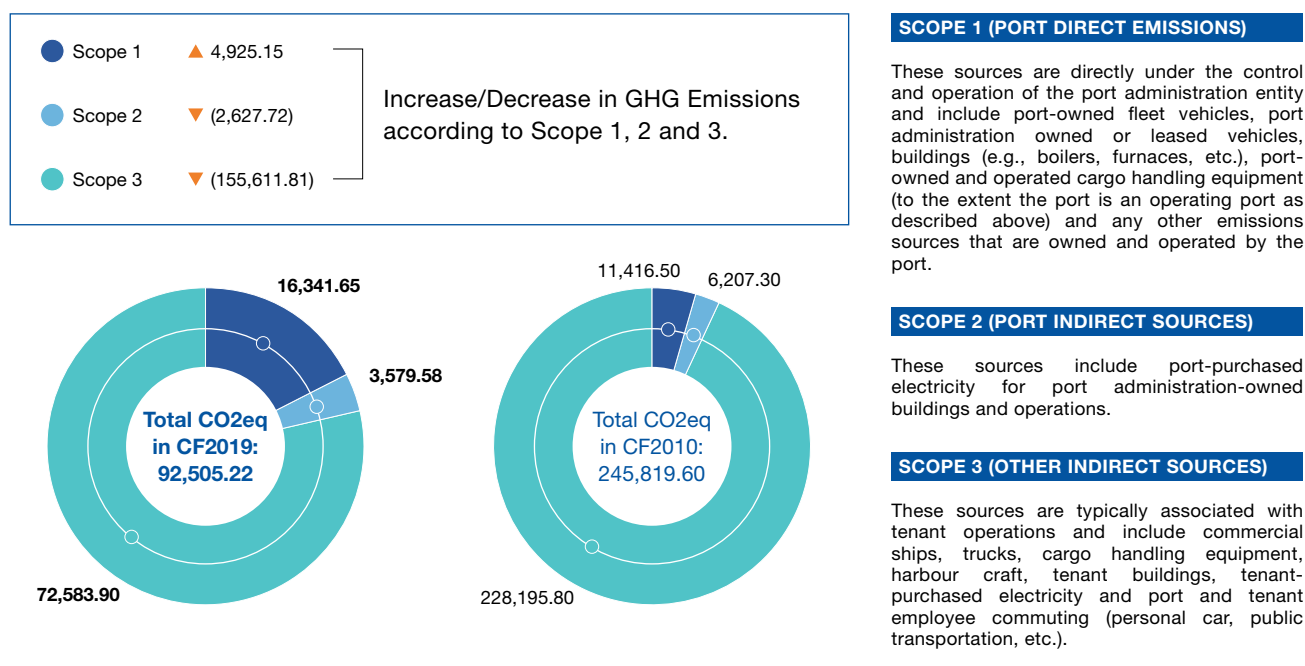 Scope 1 ▲ 4,925.15
Scope 2 ▼ (2,627.72)
Scope 3 ▼ (155,611.81)
Increase/Decrease in GHG Emissions
according to Scope 1, 2 and 3.
16,341.65
3,579.58
Total CO2eq
in CF2019:
92,505.22
72,583.90
11,416.50
6,207.30
Total CO2eq
in CF2010:
245,819.60
228,195.80
SCOPE 1 (PORT DIRECT EMISSIONS)
These sources are directly under the control
and operation of the port administration entity
and include port-owned fleet vehicles, port
administration owned or leased vehicles,
buildings (e.g., boilers, furnaces, etc.), port-
owned and operated cargo handling equipment
(to the extent the port is an operating port as
described above) and any other emissions
sources that are owned and operated by the
port.
SCOPE 2 (PORT INDIRECT SOURCES)
These sources include port-purchased
electricity for port administration-owned
buildings and operations.
SCOPE 3 (OTHER INDIRECT SOURCES)
These sources are typically associated with
tenant operations and include commercial
ships, trucks, cargo handling equipment,
harbour craft, tenant buildings, tenant-
purchased electricity and port and tenant
employee commuting (personal car, public
transportation, etc.).